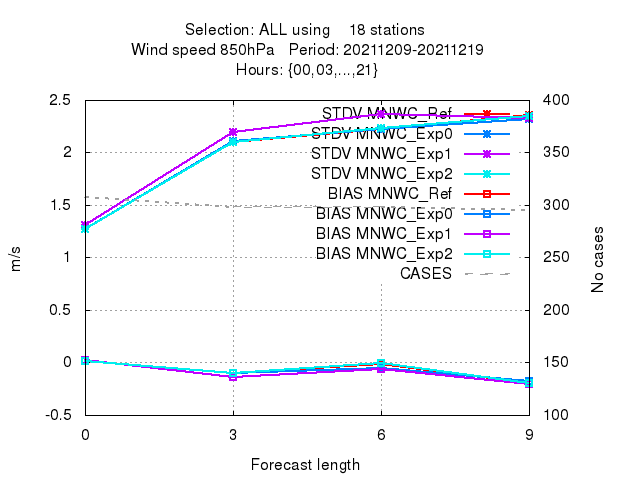 Selection: ALL using 18 stations
Wind speed 850hPa Period: 20211209-20211219
Hours: {00,03,...,21}
2.5
2
1.5
1
0.5
0
-0.5
m/s
STDV MNWC_Ref
STDV MNWC_Exp0
STDV MNWC_Exp1
STDV MNWC_Exp2
BIAS MNWC_Ref
BIAS MNWC_Exp0
BIAS MNWC_Exp1
BIAS MNWC_Exp2
CASES
400
350
300
250
200
150
100
No cases
0 3 6 9
Forecast length